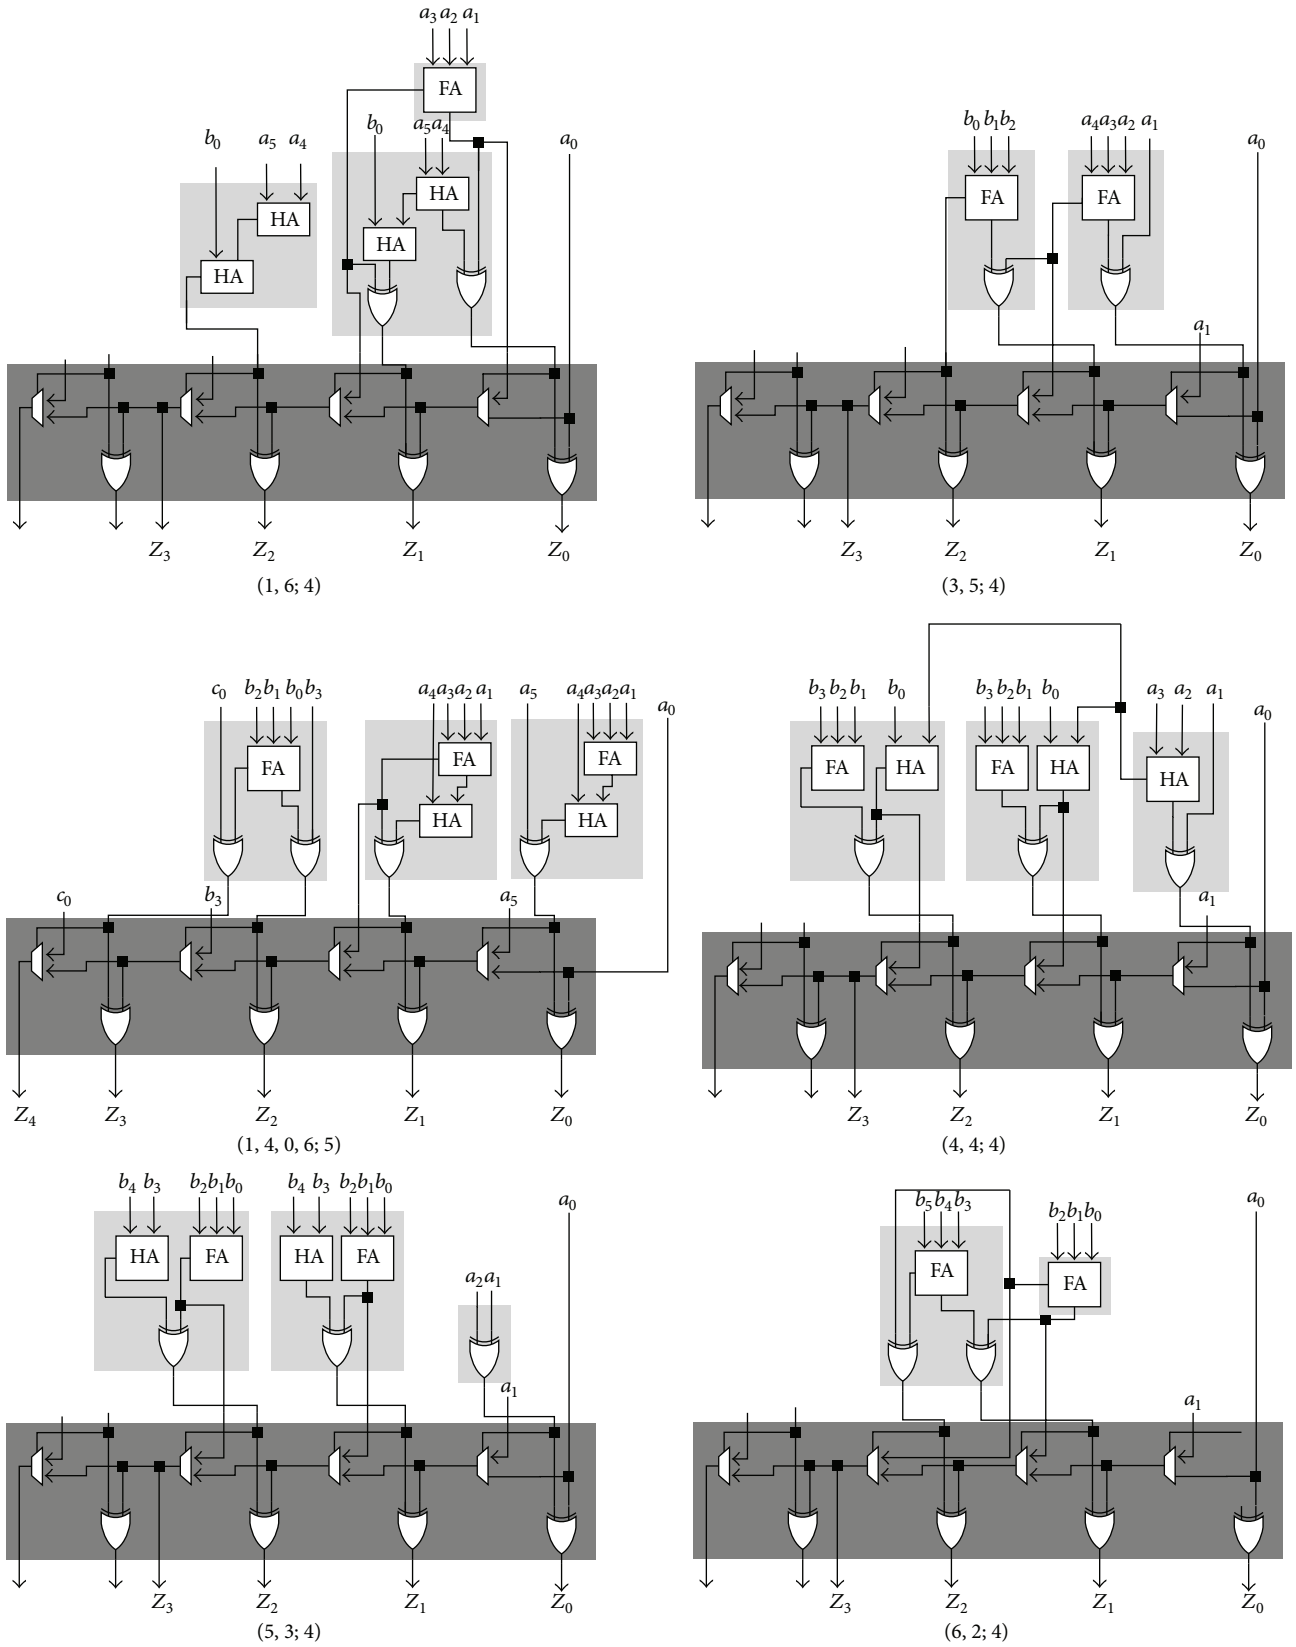 a₃ a₂ a₁
FA
b₀ a₅ a₄
b₀ a₅ a₄ a₀
HA
HA
HA
HA
Z₃ Z₂ Z₁ Z₀
(1, 6; 4)
b₀ b₁ b₂ a₄ a₃ a₂ a₁ a₀
FA FA
a₁
Z₃ Z₂ Z₁ Z₀
(3, 5; 4)
c₀ b₂ b₁ b₀ b₃ a₄ a₃ a₂ a₁ a₅ a₄ a₃ a₂ a₁ a₀
FA FA FA
HA HA
c₀ b₃ a₅
Z₄ Z₃ Z₂ Z₁ Z₀
(1, 4, 0, 6; 5)
b₃ b₂ b₁ b₀ b₃ b₂ b₁ b₀ a₃ a₂ a₁ a₀
FA HA FA HA HA
a₁
Z₃ Z₂ Z₁ Z₀
(4, 4; 4)
b₄ b₃ b₂ b₁ b₀ b₄ b₃ b₂ b₁ b₀ a₀
HA FA HA FA
a₂ a₁
a₁
Z₃ Z₂ Z₁ Z₀
(5, 3; 4)
b₅ b₄ b₃ b₂ b₁ b₀ a₀
FA FA
a₁
Z₃ Z₂ Z₁ Z₀
(6, 2; 4)